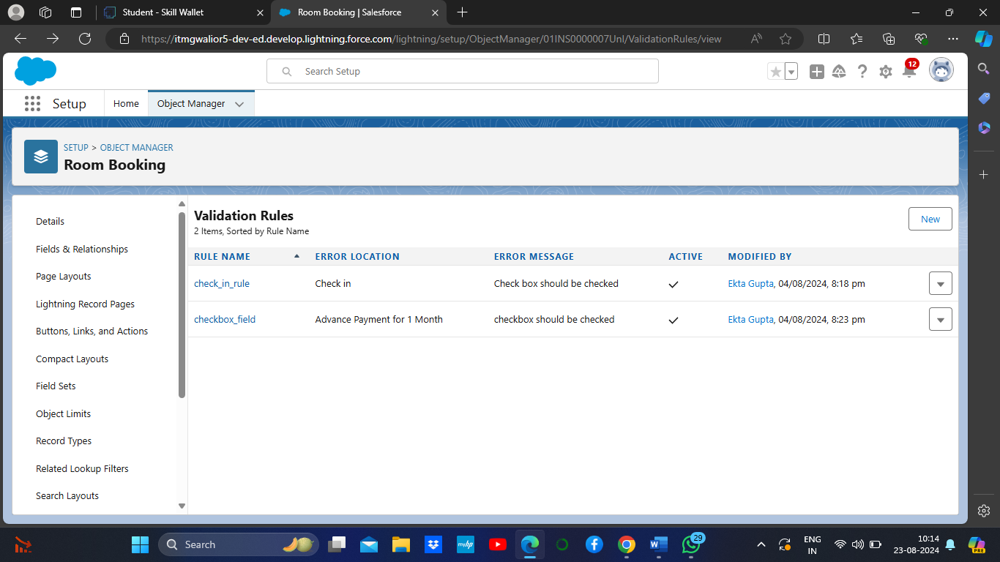 Student - Skill Wallet
Room Booking | Salesforce
https://itmgwalior5-dev-ed.develop.lightning.force.com/lightning/setup/ObjectManager/01INS0000007UnI/ValidationRules/view
Search Setup
12
Setup
Home
Object Manager
SETUP > OBJECT MANAGER
Room Booking
Details
Fields & Relationships
Page Layouts
Lightning Record Pages
Buttons, Links, and Actions
Compact Layouts
Field Sets
Object Limits
Record Types
Related Lookup Filters
Search Layouts
Validation Rules
2 Items, Sorted by Rule Name
New
RULE NAME ERROR LOCATION ERROR MESSAGE ACTIVE MODIFIED BY
check_in_rule Check in Check box should be checked Ekta Gupta, 04/08/2024, 8:18 pm
checkbox_field Advance Payment for 1 Month checkbox should be checked Ekta Gupta, 04/08/2024, 8:23 pm
Search
myhp
W
29
ENG
IN
10:14
23-08-2024
PRE